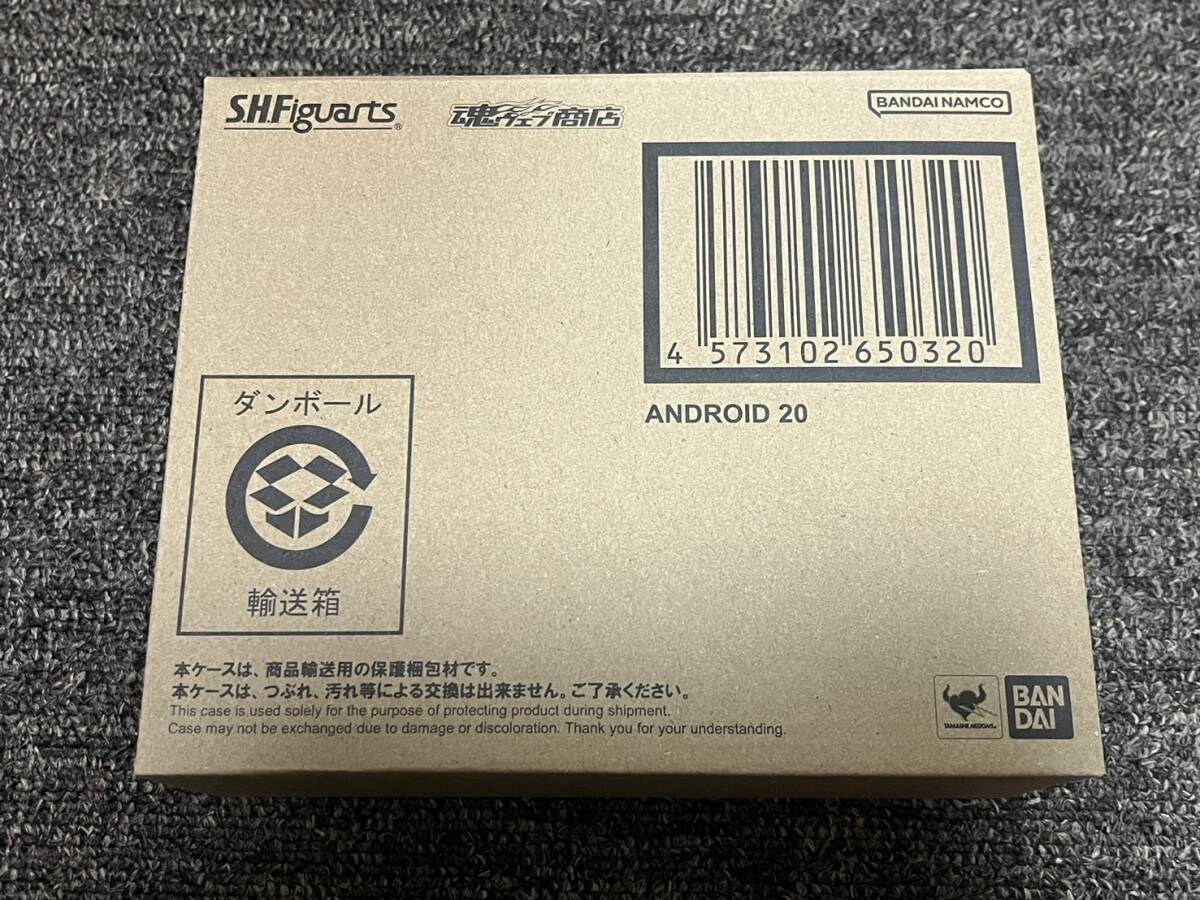 S.H.Figuarts®
魂ウェブ商店
BANDAI NAMCO
4 573102 650320
ANDROID 20
ダンボール
輸送箱
本ケースは、商品輸送用の保護梱包材です。
本ケースは、つぶれ、汚れ等による交換は出来ません。ご了承ください。
This case is used solely for the purpose of protecting product during shipment.
Case may not be exchanged due to damage or discoloration. Thank you for your understanding.
TAMASHII NATIONS
BAN
DAI